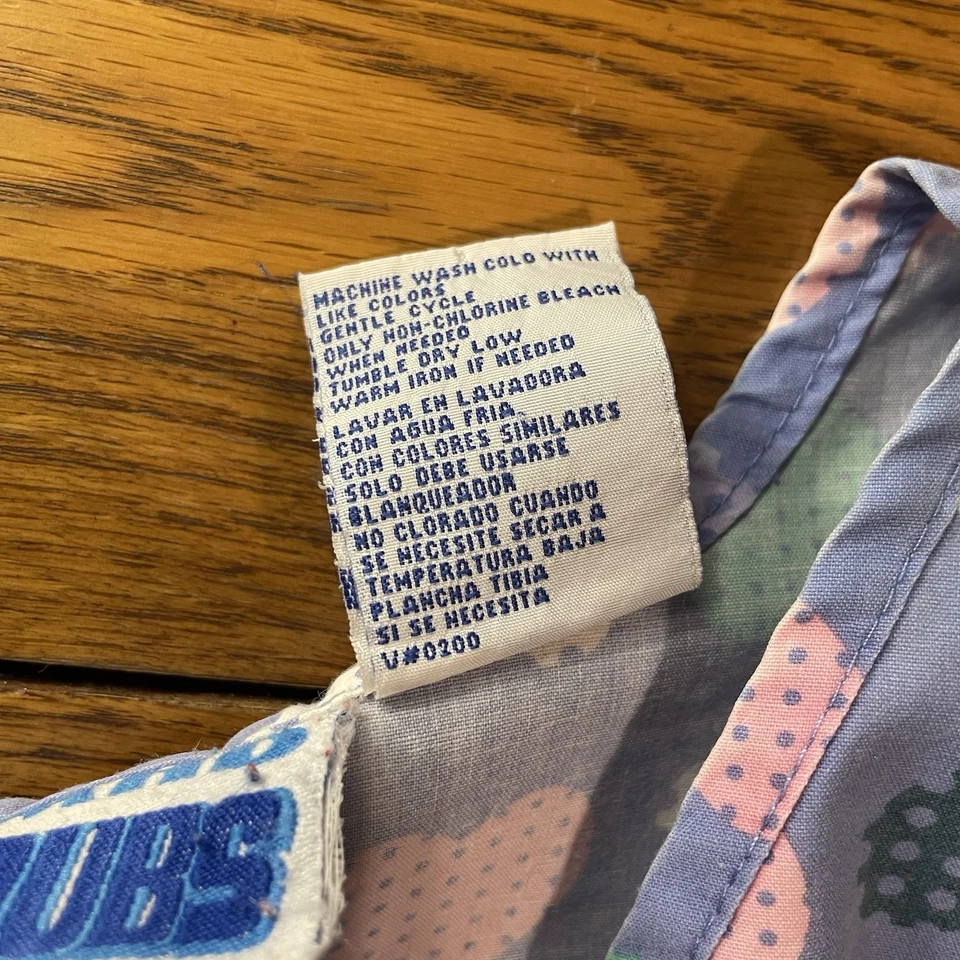 MACHINE WASH COLD WITH
LIKE COLORS
GENTLE CYCLE
ONLY NON-CHLORINE BLEACH
WHEN NEEDED
TUMBLE DRY LOW
WARM IRON IF NEEDED
LAVAR EN LAVADORA
CON AGUA FRIA.
CON COLORES SIMILARES
SOLO DEBE USARSE
BLANQUEADOR
NO CLORADO CUANDO
SE NECESITE SECAR A
TEMPERATURA BAJA
PLANCHA TIBIA
SI SE NECESITA
V#0200
UBS